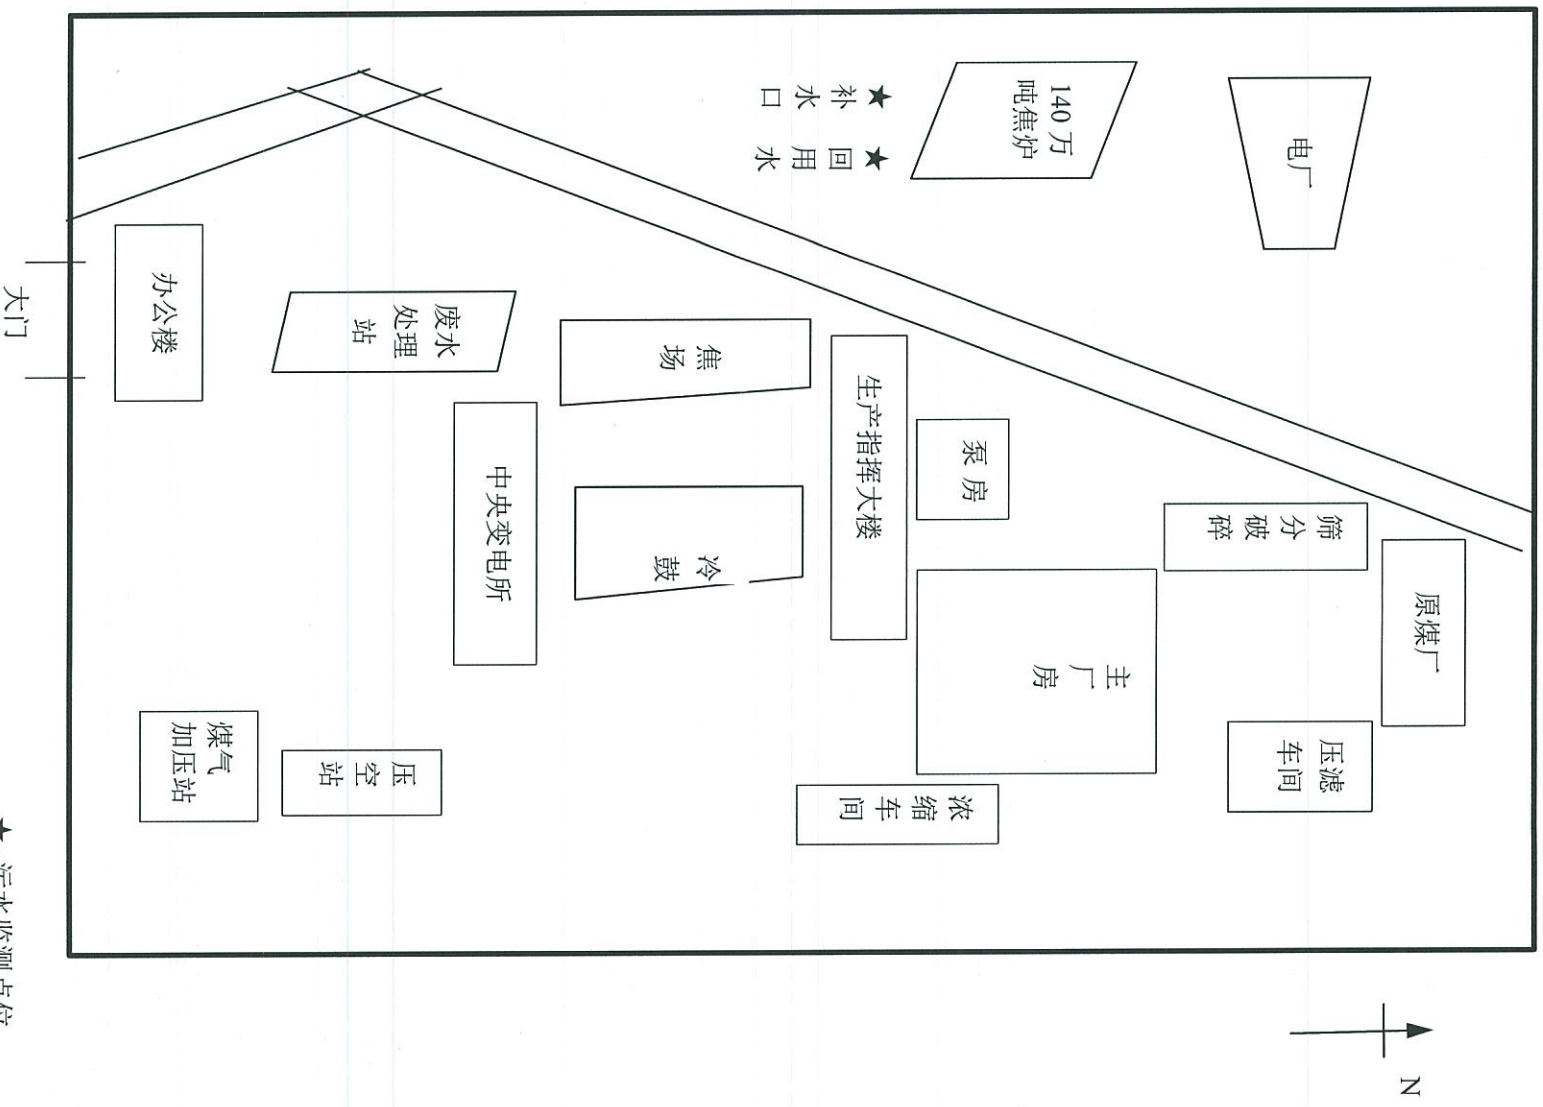 N
原煤厂
电厂
压滤
车间
筛分破碎
主厂房
140 万
吨焦炉
泵 房
浓缩车间
生产指挥大楼
★补水口
★回用水
焦场
冷鼓
中央变电所
废水
处理
站
压空站
煤气
加压站
办公楼
大门
★ 污水监测点位